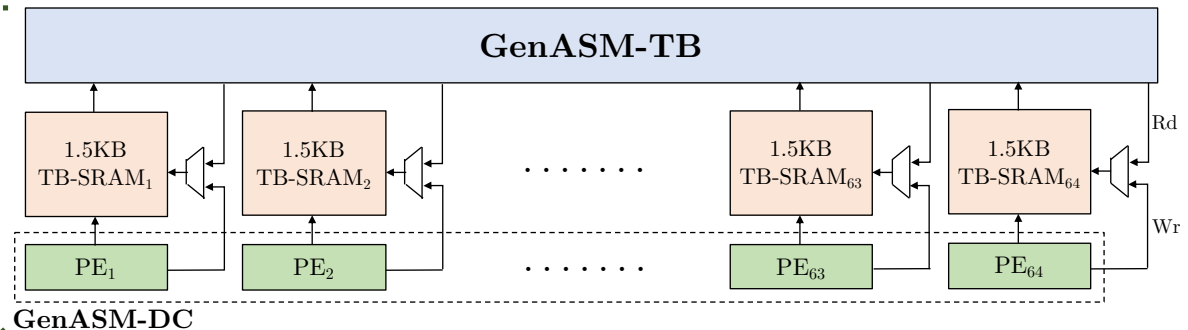 GenASM-TB
1.5KB
TB-SRAM₁
1.5KB
TB-SRAM₂
. . . . . . .
1.5KB
TB-SRAM₆₃
1.5KB
TB-SRAM₆₄
Rd
Wr
PE₁
PE₂
. . . . . . .
PE₆₃
PE₆₄
GenASM-DC